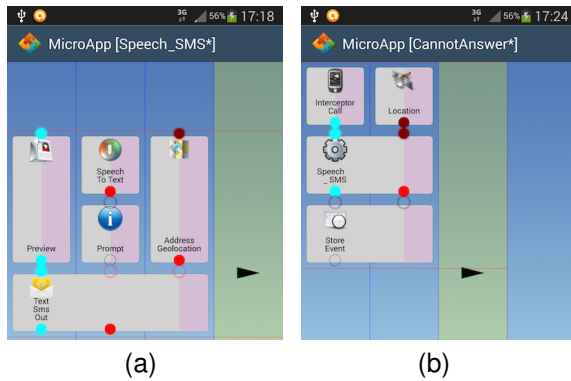 3G 56% 17:18
MicroApp [Speech_SMS*]
Speech
To Text
Preview
Prompt
Address
Geolocation
Text
Sms
Out
(a)
3G 56% 17:24
MicroApp [CannotAnswer*]
Interceptor
Call
Location
Speech
_ SMS
Store
Event
(b)